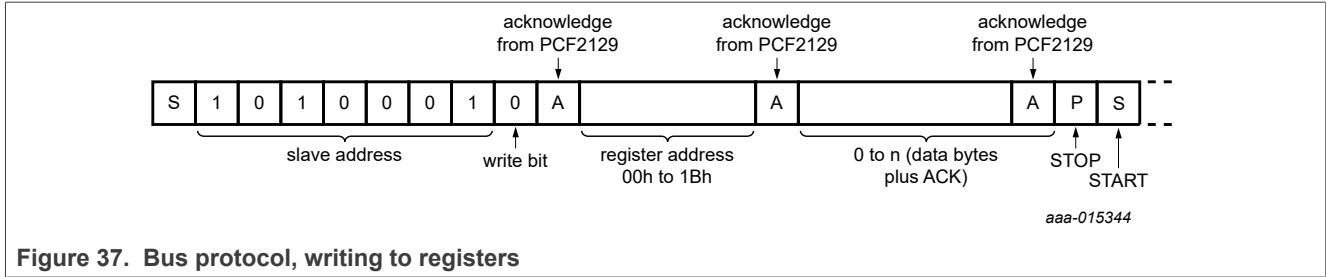 acknowledge acknowledge acknowledge
from PCF2129 from PCF2129 from PCF2129
S 1 0 1 0 0 0 1 0 A A A P S
slave address write bit register address 0 to n (data bytes STOP
00h to 1Bh plus ACK) START
aaa-015344
Figure 37. Bus protocol, writing to registers